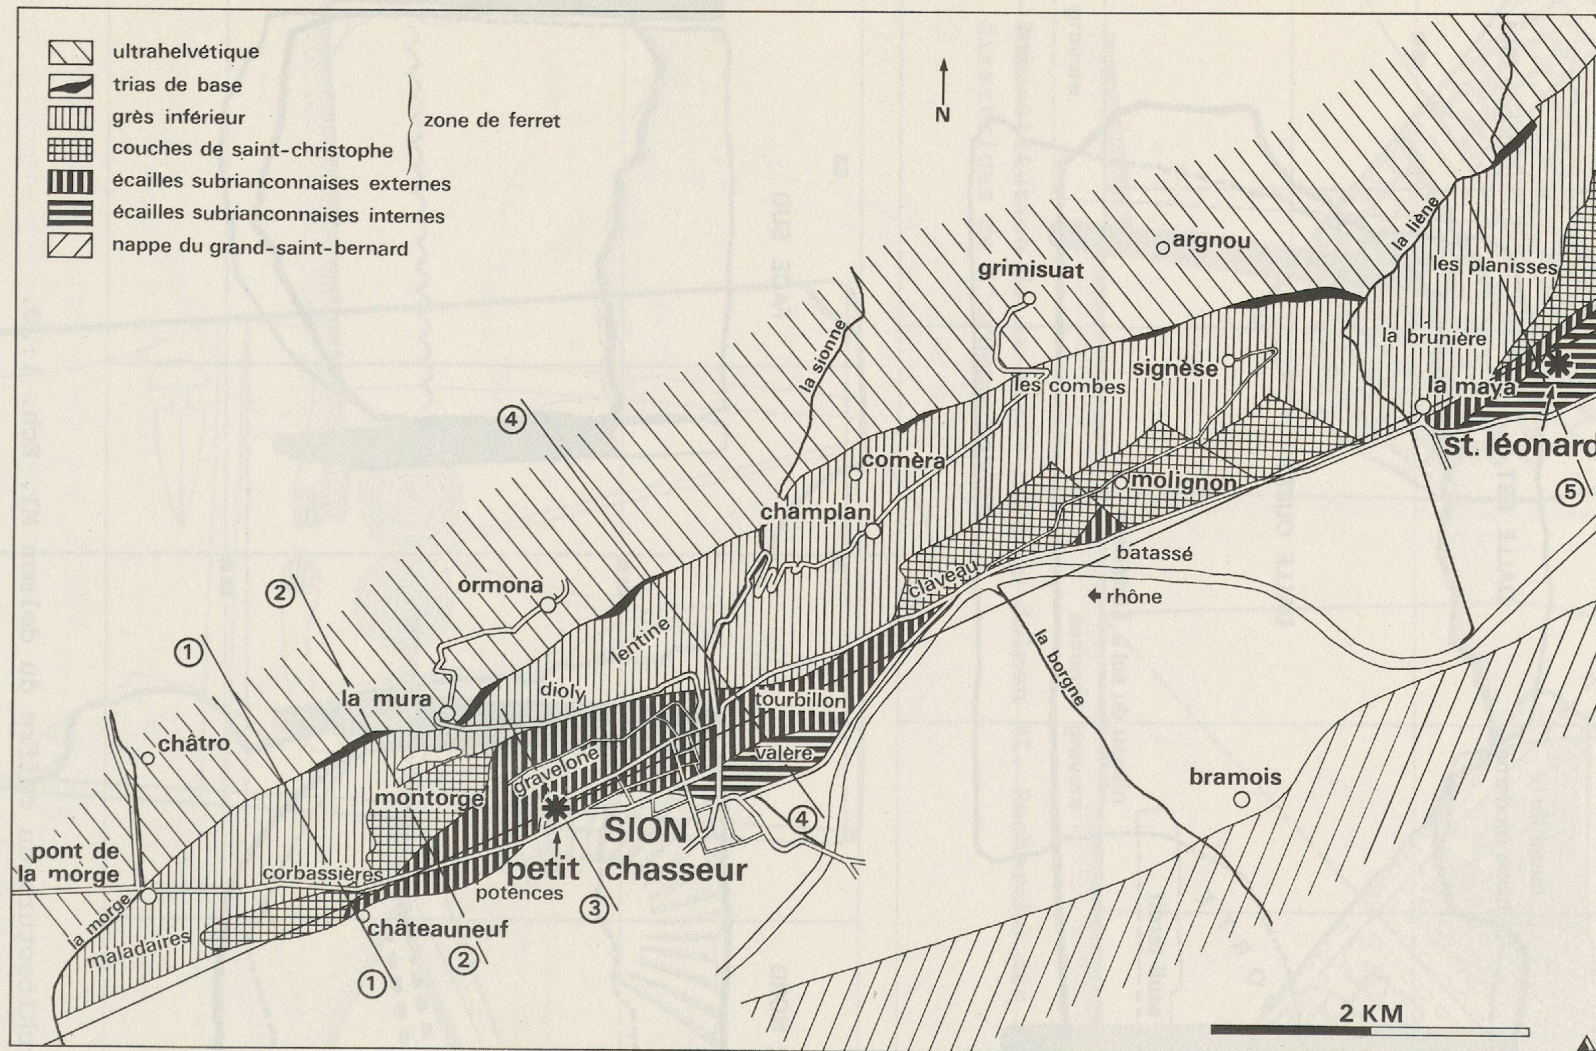 ultrahelvétique
trias de base
grès inférieur
couches de saint-christophe
zone de ferret
écailles subrianconnaises externes
écailles subrianconnaises internes
nappe du grand-saint-bernard
N
argnou
grimisuat
la liène
les planisses
la sionne
la brunière
signèse
les combes
la maya
4
comèra
st. léonard
molignon
5
champlan
batassé
claveau
ormona
rhône
2
lentine
la borgne
1
dioly
la mura
tourbillon
châtro
valère
gravelone
bramois
montorge
4
SION
pont de
la morge
corbassières
petit chasseur
potences
3
la morge
châteauneuf
maladaires
2
1
2 KM